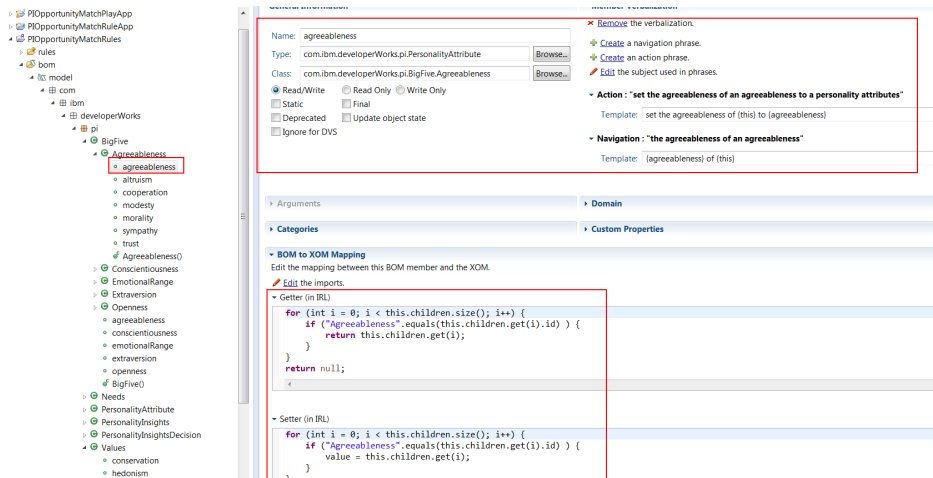 PIOpportunityMatchPlayApp
PIOpportunityMatchRuleApp
PIOpportunityMatchRules
rules
bom
model
com
ibm
developerWorks
pi
BigFive
Agreeableness
agreeableness
altruism
cooperation
modesty
morality
sympathy
trust
Agreeableness()
Conscientiousness
EmotionalRange
Extraversion
Openness
agreeableness
conscientiousness
emotionalRange
extraversion
openness
BigFive()
Needs
PersonalityAttribute
PersonalityInsights
PersonalityInsightsDecision
Values
conservation
hedonism
General Information
Name: agreeableness
Type: com.ibm.developerWorks.pi.PersonalityAttribute Browse...
Class: com.ibm.developerWorks.pi.BigFive.Agreeableness Browse...
Read/Write Read Only Write Only
Static Final
Deprecated Update object state
Ignore for DVS
Member Verbalization
Remove the verbalization.
Create a navigation phrase.
Create an action phrase.
Edit the subject used in phrases.
Action : "set the agreeableness of an agreeableness to a personality attributes"
Template: set the agreeableness of {this} to {agreeableness}
Navigation : "the agreeableness of an agreeableness"
Template: {agreeableness} of {this}
Arguments
Domain
Categories
Custom Properties
BOM to XOM Mapping
Edit the mapping between this BOM member and the XOM.
Edit the imports.
Getter (in IRL)
for (int i = 0; i < this.children.size(); i++) {
if ("Agreeableness".equals(this.children.get(i).id) ) {
return this.children.get(i);
}
}
return null;
Setter (in IRL)
for (int i = 0; i < this.children.size(); i++) {
if ("Agreeableness".equals(this.children.get(i).id) ) {
value = this.children.get(i);
}
}